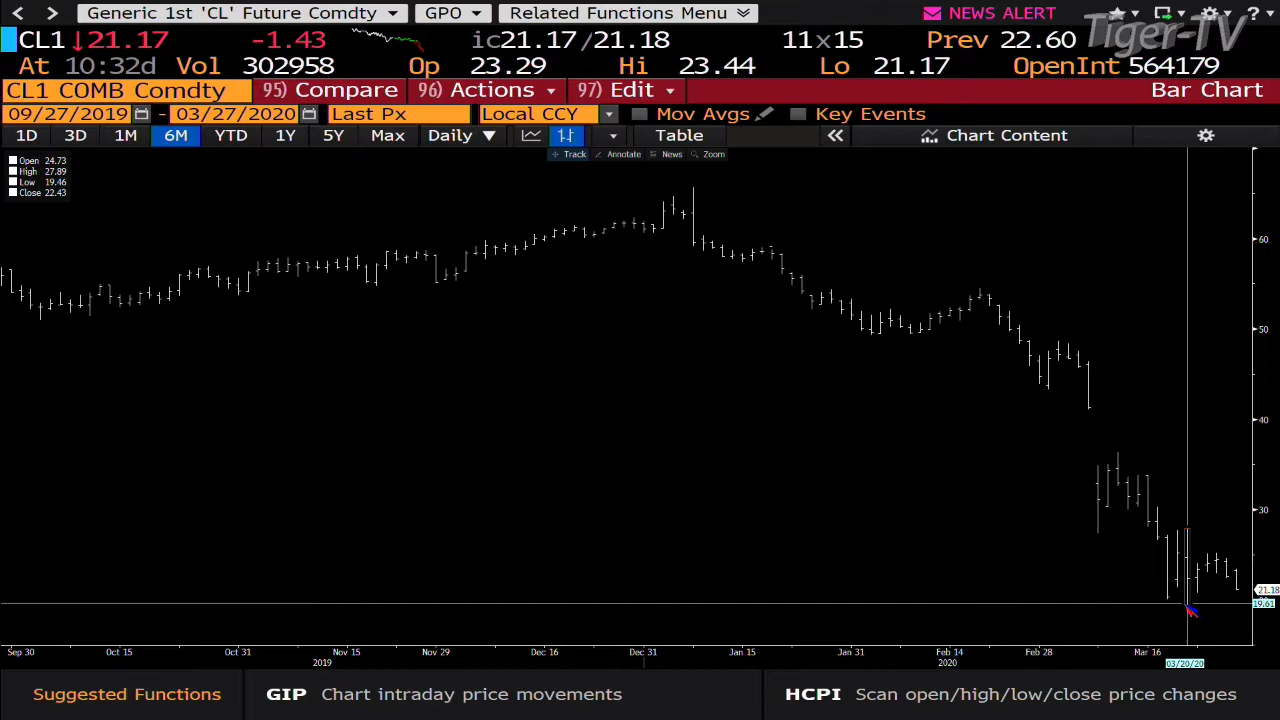 Generic 1st 'CL' Future Comdty GPO Related Functions Menu NEWS ALERT ?
Tiger-TV
CL1 ↓21.17 -1.43 ic21.17/21.18 11x15 Prev 22.60
At 10:32d Vol 302958 Op 23.29 Hi 23.44 Lo 21.17 OpenInt 564179
CL1 COMB Comdty 95) Compare 96) Actions 97) Edit Bar Chart
09/27/2019 - 03/27/2020 Last Px Local CCY Mov Avgs Key Events
1D 3D 1M 6M YTD 1Y 5Y Max Daily ▼ Table « Chart Content
Track Annotate News Zoom
Open 24.73
High 27.89
Low 19.46
Close 22.43
60
50
40
30
21.18
19.61
Sep 30 Oct 15 Oct 31 Nov 15 Nov 29 Dec 16 Dec 31 Jan 15 Jan 31 Feb 14 Feb 28 Mar 16
2019 2020 03/20/20
Suggested Functions GIP Chart intraday price movements HCPI Scan open/high/low/close price changes